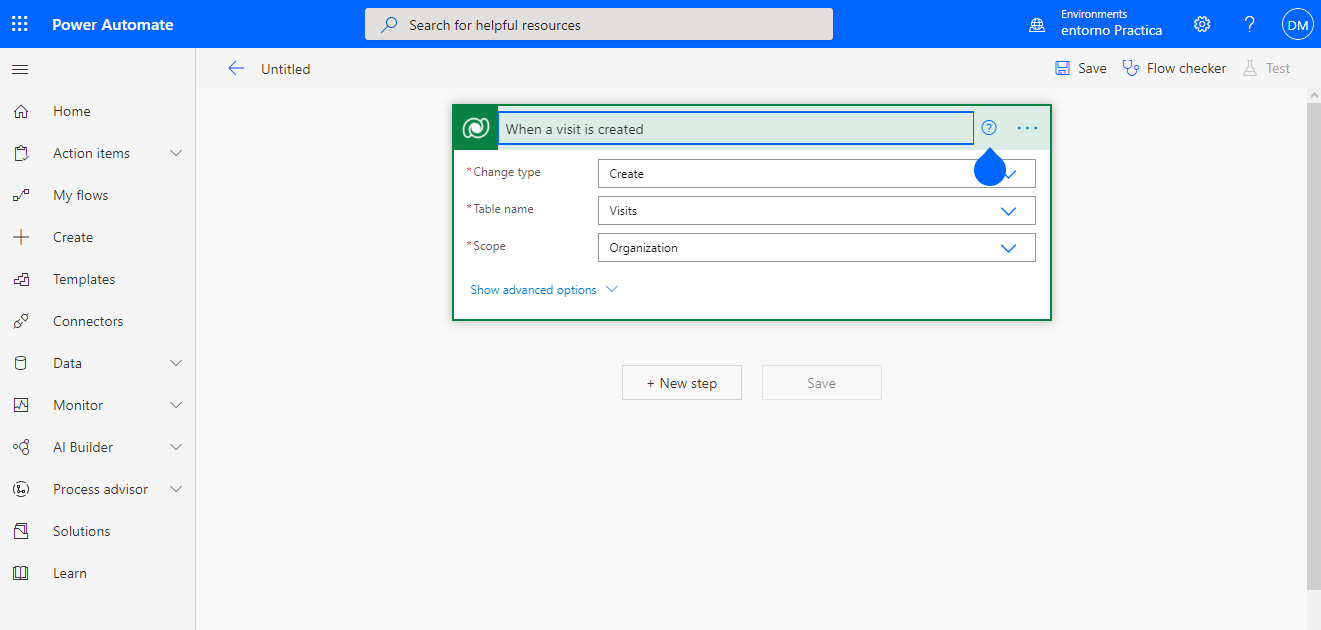 Power Automate
Search for helpful resources
Environments
entorno Practica
?
DM
Untitled
Save
Flow checker
Test
Home
Action items
My flows
Create
Templates
Connectors
Data
Monitor
AI Builder
Process advisor
Solutions
Learn
When a visit is created
?
...
*Change type
Create
*Table name
Visits
*Scope
Organization
Show advanced options
+ New step
Save